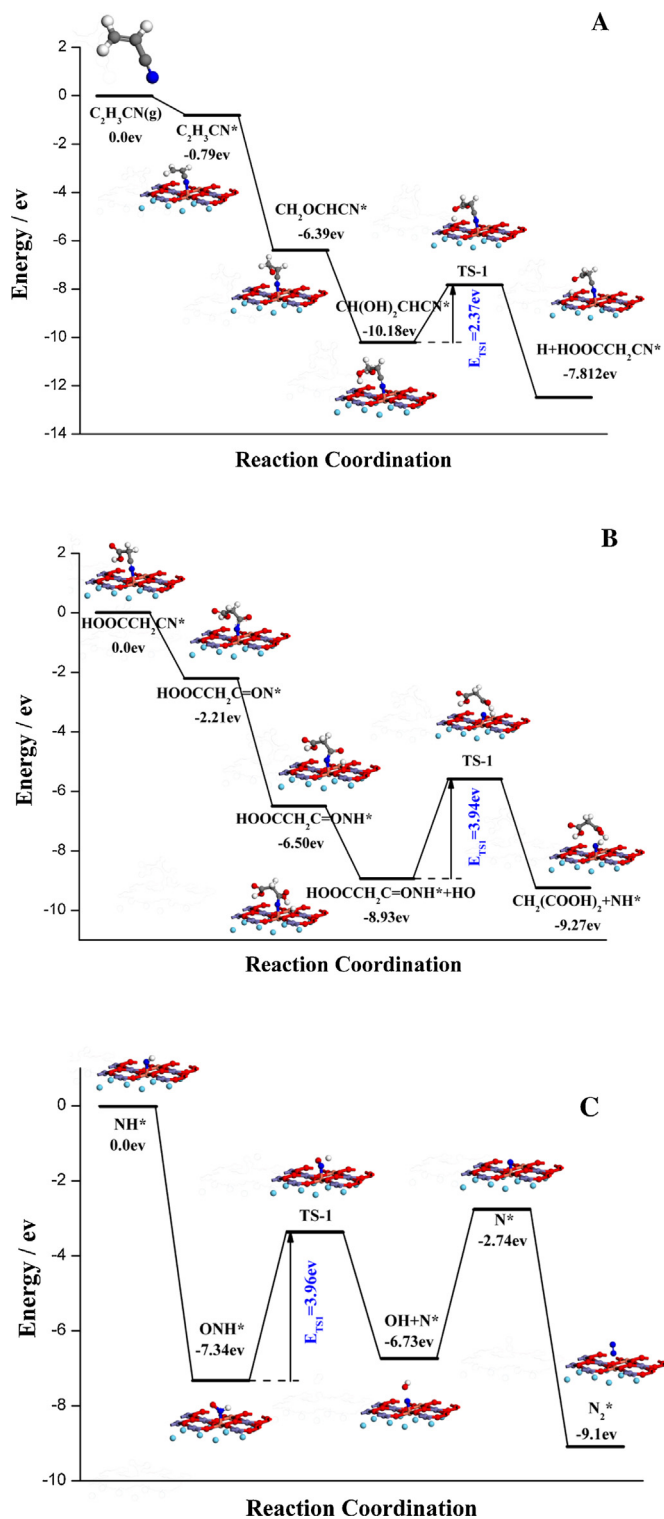 A
2
0
-2
-4
-6
-8
-10
-12
-14
Energy / ev
C₂H₃CN(g)
0.0ev
C₂H₃CN*
-0.79ev
CH₂OCHCN*
-6.39ev
CH(OH)₂CHCN*
-10.18ev
TS-1
E_TS1=2.37ev
H+HOOCCH₂CN*
-7.812ev
Reaction Coordination
B
2
0
-2
-4
-6
-8
-10
Energy / ev
HOOCCH₂CN*
0.0ev
HOOCCH₂C=ON*
-2.21ev
HOOCCH₂C=ONH*
-6.50ev
HOOCCH₂C=ONH*+HO
-8.93ev
TS-1
E_TS1=3.94ev
CH₂(COOH)₂+NH*
-9.27ev
Reaction Coordination
C
0
-2
-4
-6
-8
-10
Energy / ev
NH*
0.0ev
ONH*
-7.34ev
TS-1
E_TS1=3.96ev
OH+N*
-6.73ev
N*
-2.74ev
N₂*
-9.1ev
Reaction Coordination